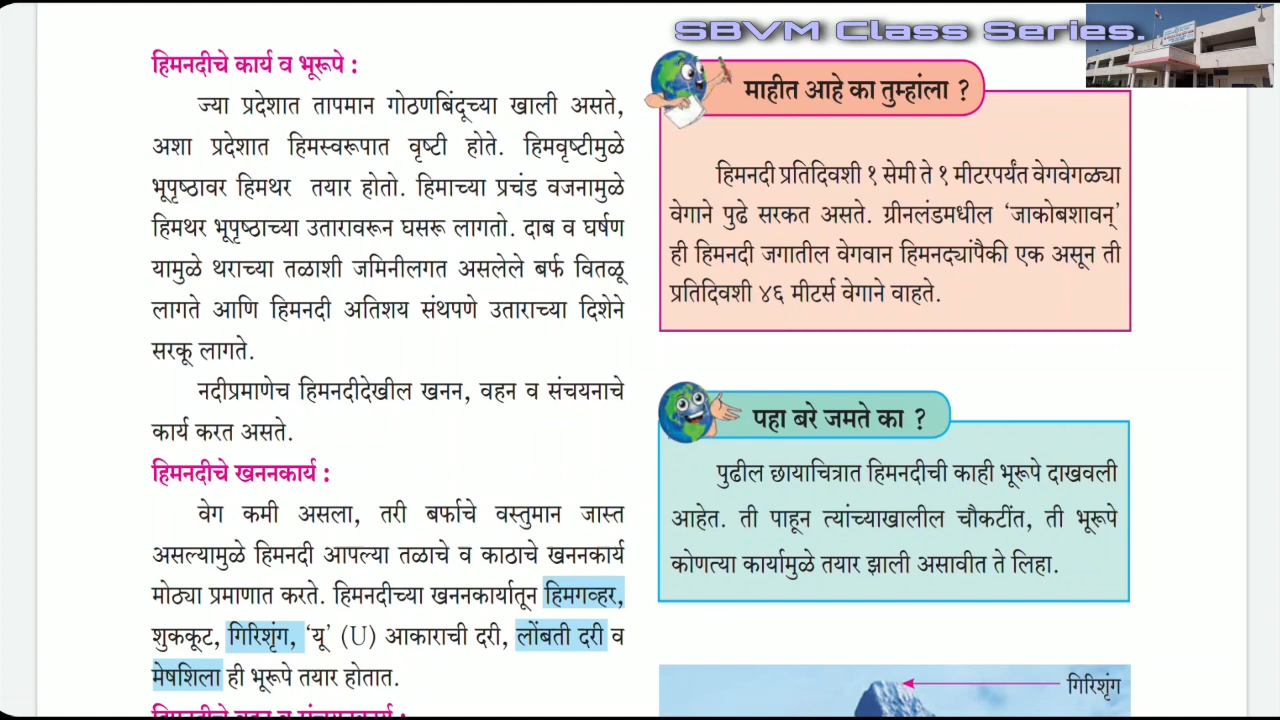 SBVM Class Series.
हिमनदीचे कार्य व भूरूपे :
ज्या प्रदेशात तापमान गोठणबिंदूच्या खाली असते,
अशा प्रदेशात हिमस्वरूपात वृष्टी होते. हिमवृष्टीमुळे
भूपृष्ठावर हिमथर तयार होतो. हिमाच्या प्रचंड वजनामुळे
हिमथर भूपृष्ठाच्या उतारावरून घसरू लागतो. दाब व घर्षण
यामुळे थराच्या तळाशी जमिनीलगत असलेले बर्फ वितळू
लागते आणि हिमनदी अतिशय संथपणे उताराच्या दिशेने
सरकू लागते.
नदीप्रमाणेच हिमनदीदेखील खनन, वहन व संचयनाचे
कार्य करत असते.
हिमनदीचे खननकार्य :
वेग कमी असला, तरी बर्फाचे वस्तुमान जास्त
असल्यामुळे हिमनदी आपल्या तळाचे व काठाचे खननकार्य
मोठ्या प्रमाणात करते. हिमनदीच्या खननकार्यातून हिमगव्हर,
शुककूट, गिरिशृंग, ‘यू’ (U) आकाराची दरी, लोंबती दरी व
मेषशिला ही भूरूपे तयार होतात.
हिमनदीचे वहन व संचयनकार्य :
माहीत आहे का तुम्हांला ?
हिमनदी प्रतिदिवशी १ सेमी ते १ मीटरपर्यंत वेगवेगळ्या
वेगाने पुढे सरकत असते. ग्रीनलंडमधील ‘जाकोबशावन्’
ही हिमनदी जगातील वेगवान हिमनद्यांपैकी एक असून ती
प्रतिदिवशी ४६ मीटर्स वेगाने वाहते.
पहा बरे जमते का ?
पुढील छायाचित्रात हिमनदीची काही भूरूपे दाखवली
आहेत. ती पाहून त्यांच्याखालील चौकटींत, ती भूरूपे
कोणत्या कार्यामुळे तयार झाली असावीत ते लिहा.
गिरिशृंग